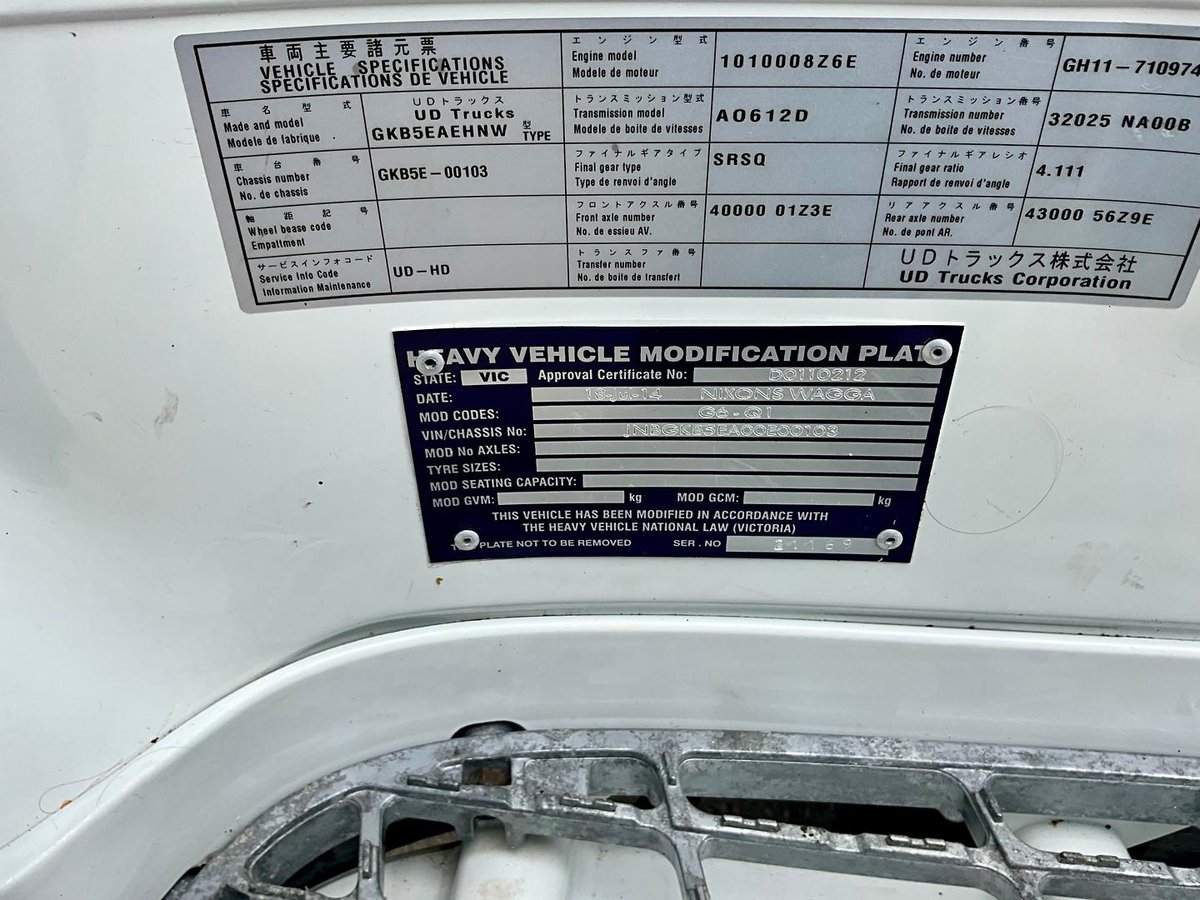 車両主要諸元票
VEHICLE SPECIFICATIONS
SPECIFICATIONS DE VEHICLE
エンジン型式
Engine model
Modele de moteur
1010008Z6E
エンジン番号
Engine number
No. de moteur
GH11-710974
車名型式
Made and model
Modele de fabrique
UDトラックス
UD Trucks
GKB5EAEHNW 型 TYPE
トランスミッション型式
Transmission model
Modele de boite de vitesses
AO612D
トランスミッション番号
Transmission number
No. de boite de vitesses
32025 NA00B
車台番号
Chassis number
No. de chassis
GKB5E-00103
ファイナルギアタイプ
Final gear type
Type de renvoi d'angle
SRSQ
ファイナルギアレシオ
Final gear ratio
Rapport de renvoi d'angle
4.111
軸距記号
Wheel bease code
Empattment
フロントアクスル番号
Front axle number
No. de essieu AV.
40000 01Z3E
リアアクスル番号
Rear axle number
No. de pont AR.
43000 56Z9E
サービスインフォコード
Service Info Code
Information Maintenance
UD-HD
トランスファ番号
Transfer number
No. de boite de transfert
UDトラックス株式会社
UD Trucks Corporation
HEAVY VEHICLE MODIFICATION PLATE
STATE: VIC Approval Certificate No: D0110212
DATE: 18-Jul-14 NIXONS WAGGA
MOD CODES: G6-Q1
VIN/CHASSIS No: JNBGKB5EA00E00103
MOD No AXLES:
TYRE SIZES:
MOD SEATING CAPACITY:
MOD GVM: kg MOD GCM: kg
THIS VEHICLE HAS BEEN MODIFIED IN ACCORDANCE WITH
THE HEAVY VEHICLE NATIONAL LAW (VICTORIA)
PLATE NOT TO BE REMOVED SER. NO